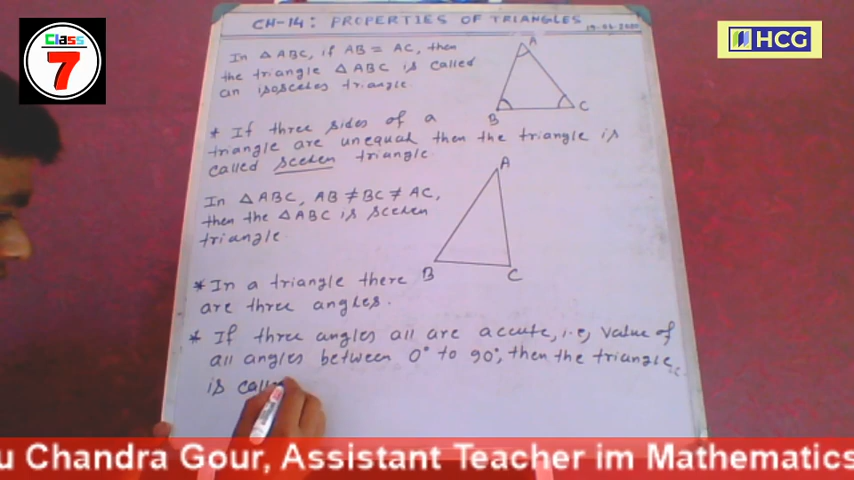 Class
7
HCG
CH-14: PROPERTIES OF TRIANGLES
19-06-2020
In △ABC, if AB = AC, then
the triangle △ABC is called
an isosceles triangle.
A
B
C
* If three sides of a
triangle are unequal then the triangle is
called sceken triangle.
In △ABC, AB ≠ BC ≠ AC,
then the △ABC is sceken
triangle
A
B
C
* In a triangle there
are three angles.
* If three angles all are accute, i.e, value of
all angles between 0° to 90°, then the triangle
is call
u Chandra Gour, Assistant Teacher im Mathematics